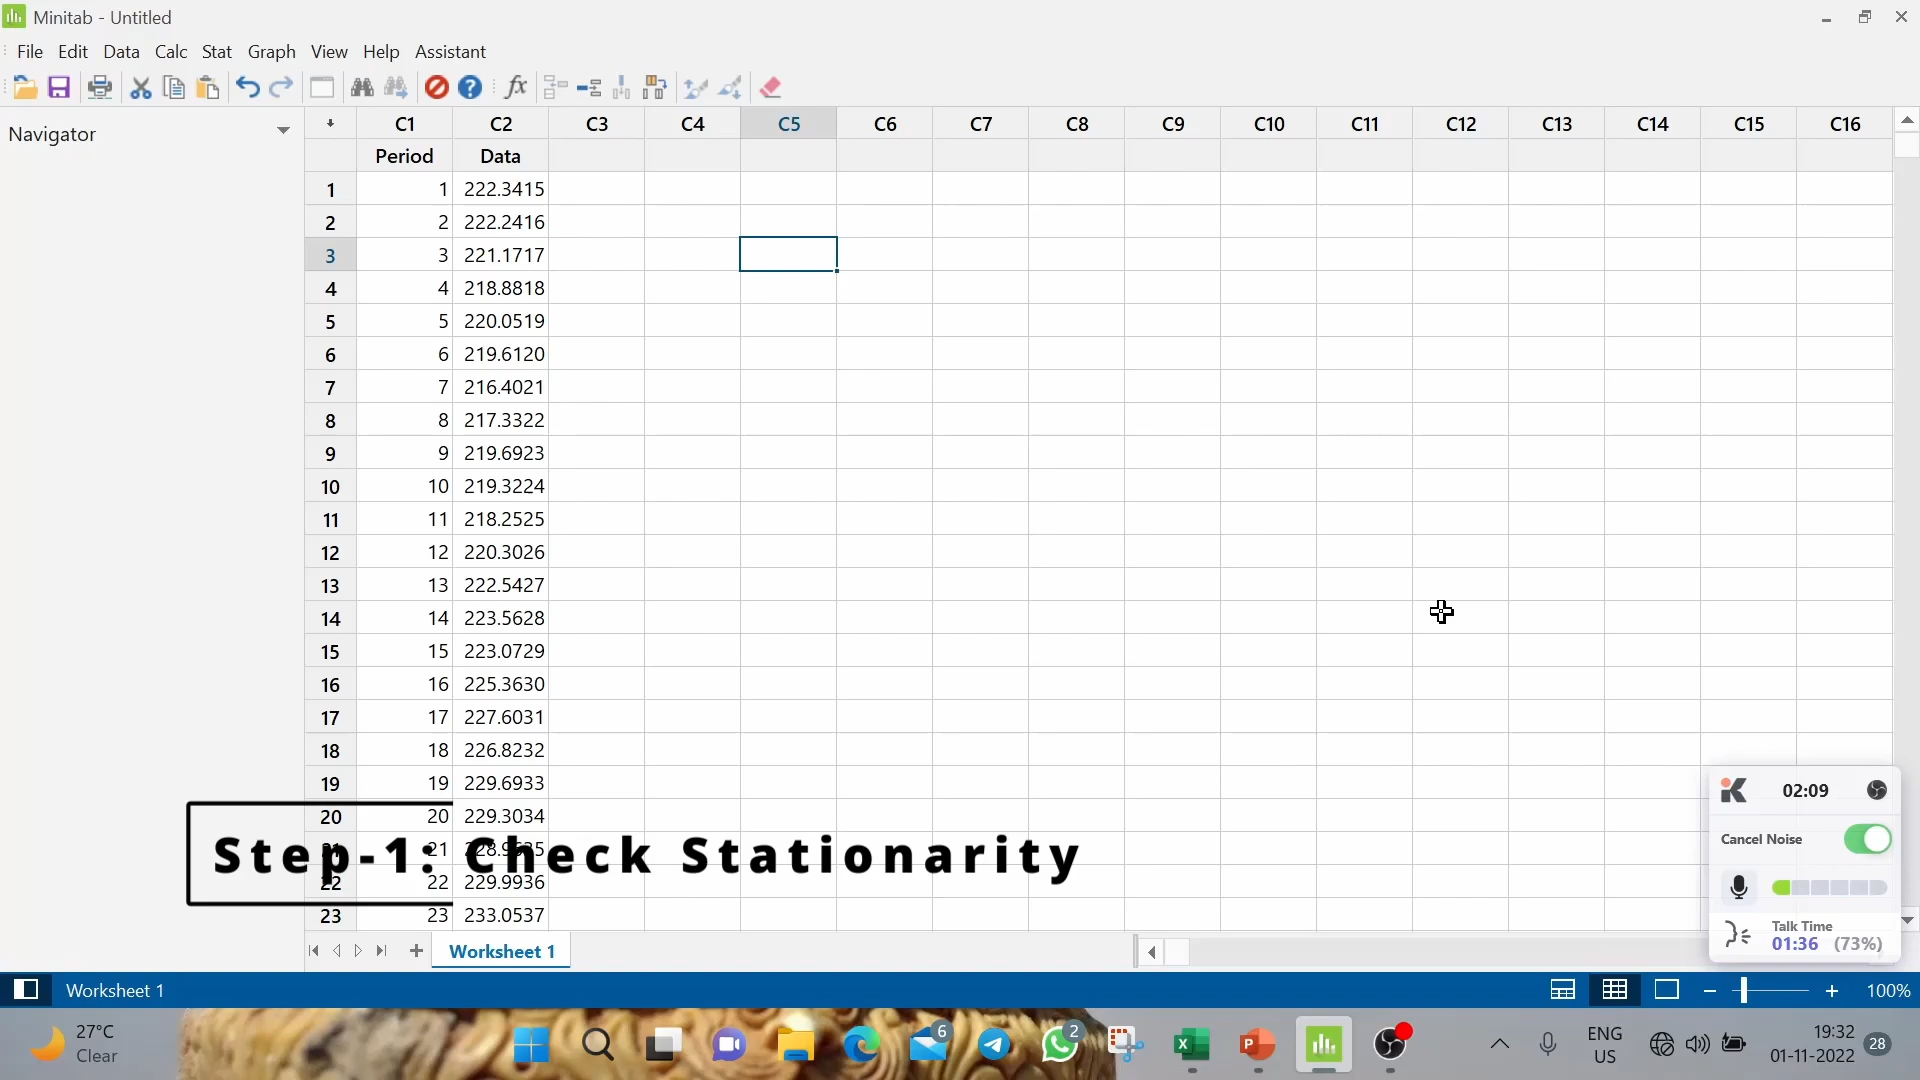 Minitab - Untitled
File Edit Data Calc Stat Graph View Help Assistant
Navigator
C1 C2 C3 C4 C5 C6 C7 C8 C9 C10 C11 C12 C13 C14 C15 C16
Period Data
1 1 222.3415
2 2 222.2416
3 3 221.1717
4 4 218.8818
5 5 220.0519
6 6 219.6120
7 7 216.4021
8 8 217.3322
9 9 219.6923
10 10 219.3224
11 11 218.2525
12 12 220.3026
13 13 222.5427
14 14 223.5628
15 15 223.0729
16 16 225.3630
17 17 227.6031
18 18 226.8232
19 19 229.6933
20 20 229.3034
21
Step-1: Check Stationarity
22 22 229.9936
23 23 233.0537
02:09
Cancel Noise
Talk Time
01:36 (73%)
Worksheet 1
Worksheet 1
100%
27°C
Clear
6
2
ENG
US
19:32
01-11-2022
28